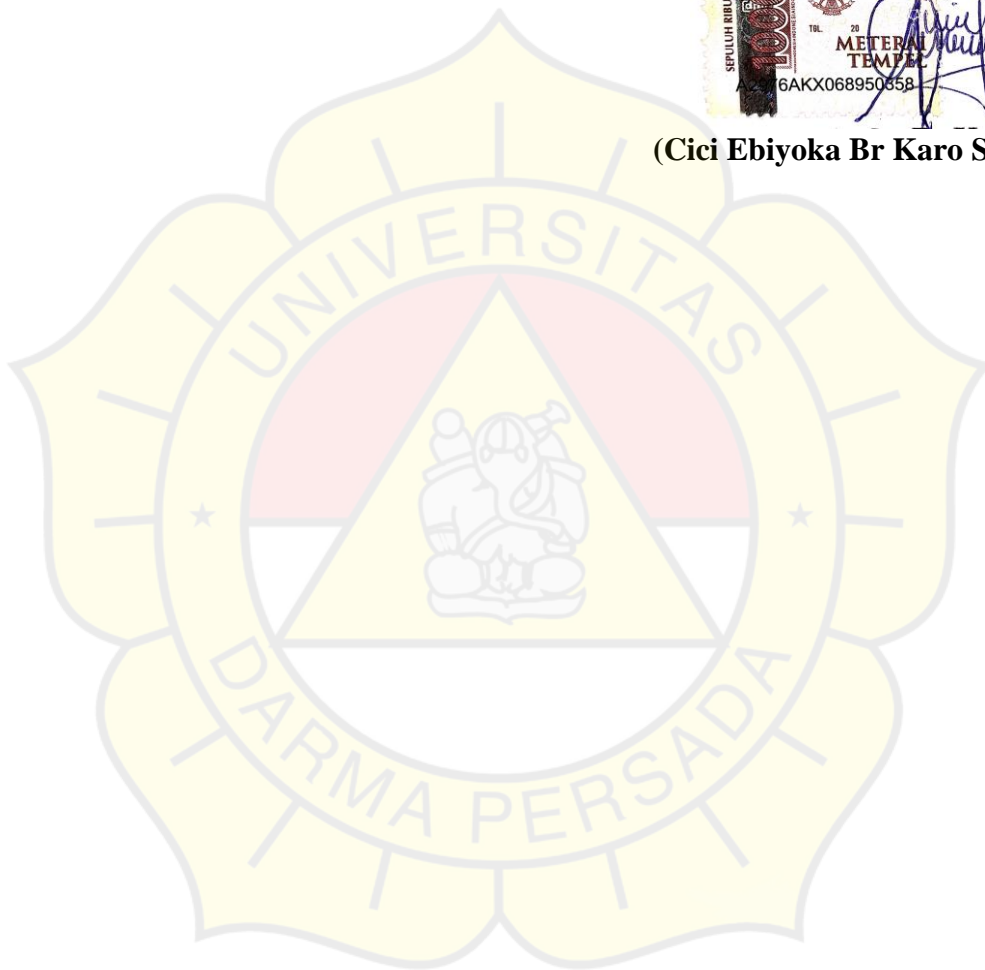 SEPULUH RIBU
TGL. 20
METERAI
TEMPEL
6AKX068950358
(Cici Ebiyoka Br Karo S
UNIVERSITAS
DARMA PERSADA